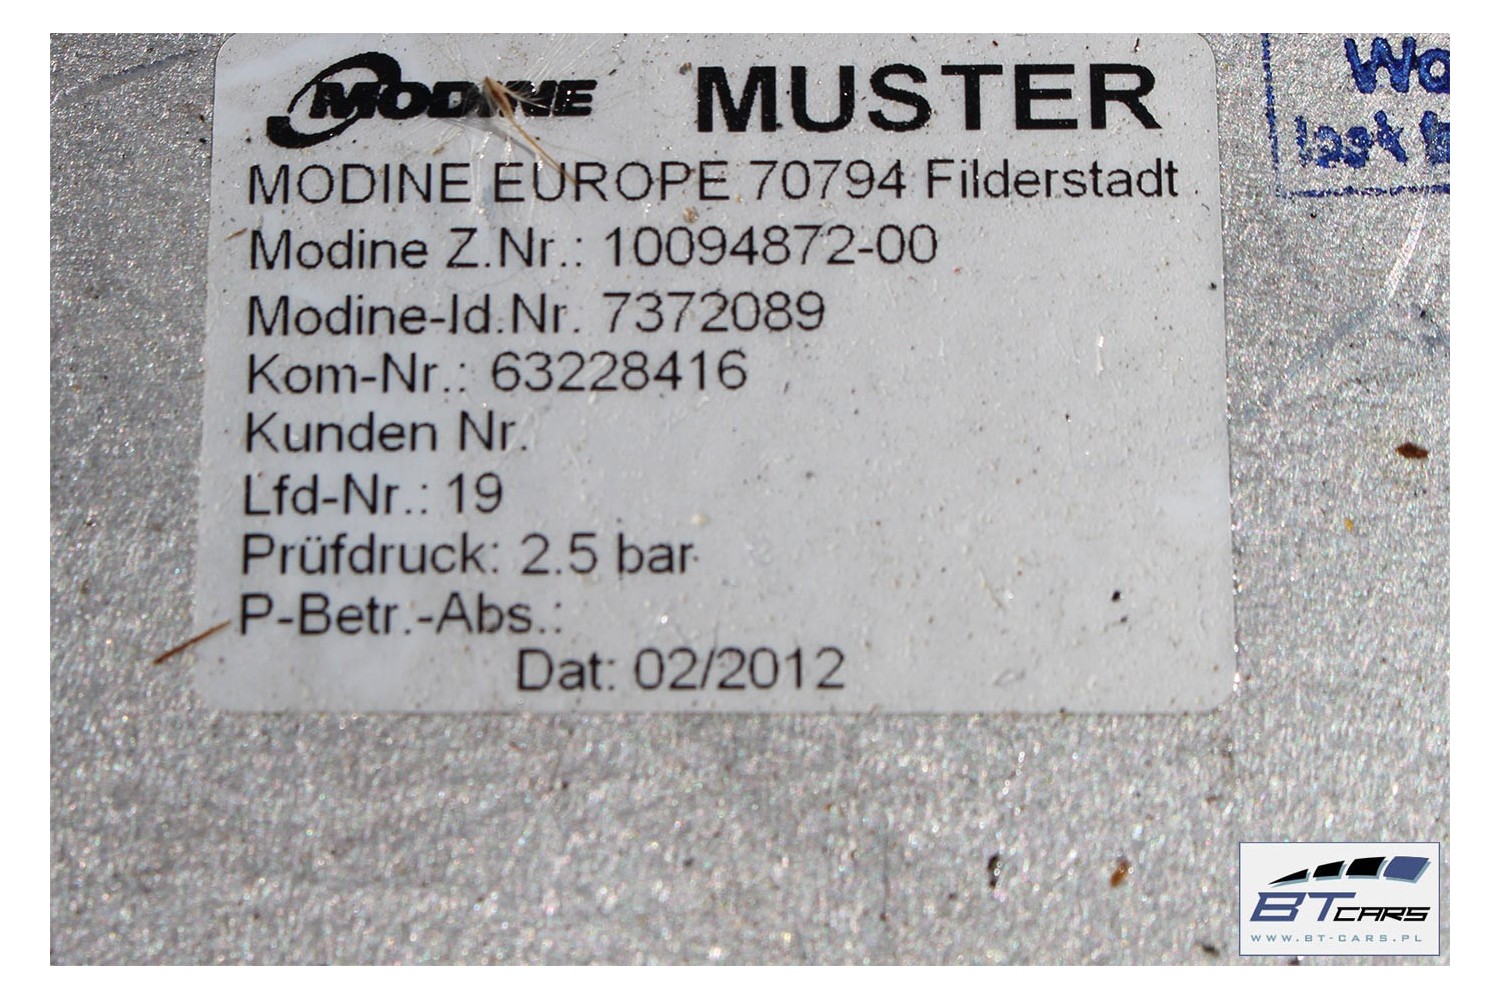 MODINE MUSTER
MODINE EUROPE 70794 Filderstadt
Modine Z.Nr.: 10094872-00
Modine-Id.Nr. 7372089
Kom-Nr.: 63228416
Kunden Nr.
Lfd-Nr.: 19
Prüfdruck: 2.5 bar
P-Betr.-Abs.:
Dat: 02/2012
BT CARS
WWW.BT-CARS.PL